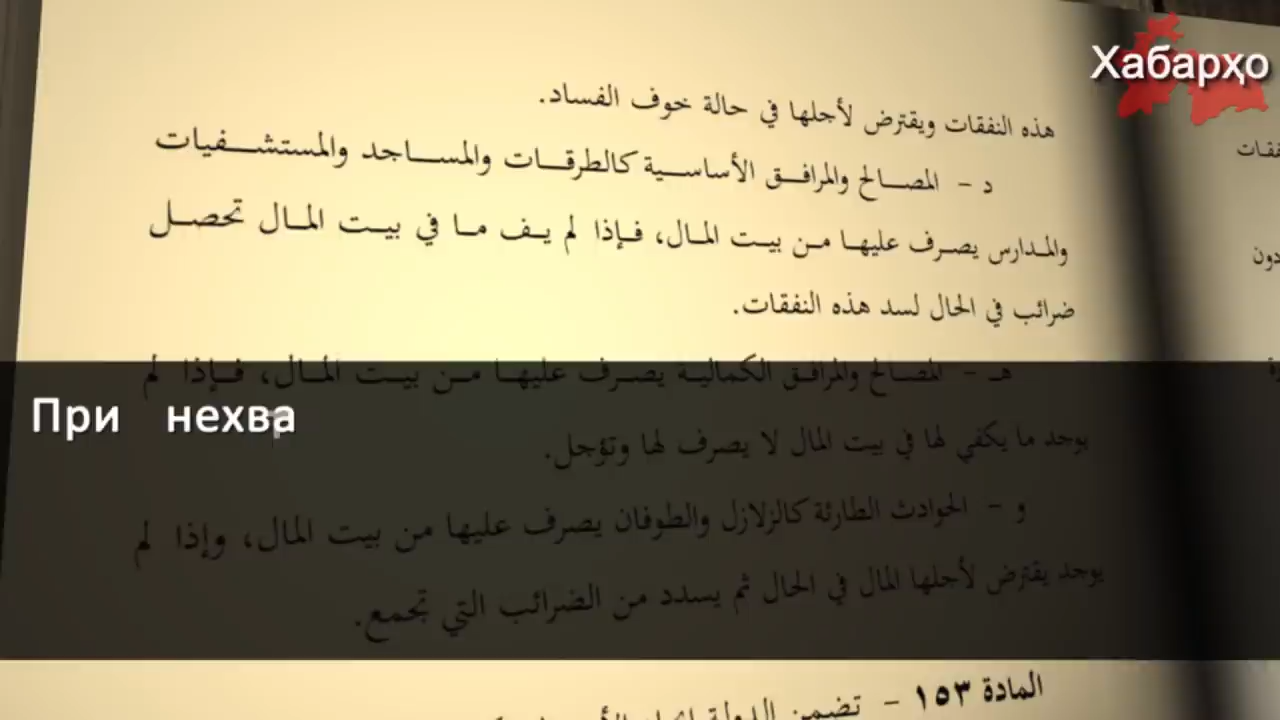 Хабарҳо
هذه النفقات ويقترض لأجلها في حالة خوف الفساد.
د - المصالح والمرافق الأساسية كالطرقات والمساجد والمستشفيات
والمدارس يصرف عليها من بيت المال، فإذا لم يف ما في بيت المال تحصل
ضرائب في الحال لسد هذه النفقات.
هـ - المصالح والمرافق الكمالية يصرف عليها من بيت المال، فإذا لم
При нехва
يوجد ما يكفي لها في بيت المال لا يصرف لها وتؤجل.
و - الحوادث الطارئة كالزلازل والطوفان يصرف عليها من بيت المال، وإذا لم
يوجد يقترض لأجلها المال في الحال ثم يسدد من الضرائب التي تجمع.
المادة ١٥٣ - تضمن الدولة
دون